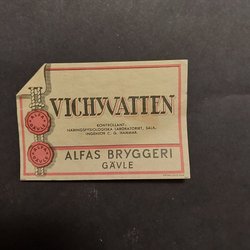 VICHYVATTEN
KONTROLLANT:
NÄRINGSFYSIOLOGISKA LABORATORIET, SALA.
INGENIÖR C. G. HAMMAR
ALFAS BRYGGERI
GÄVLE